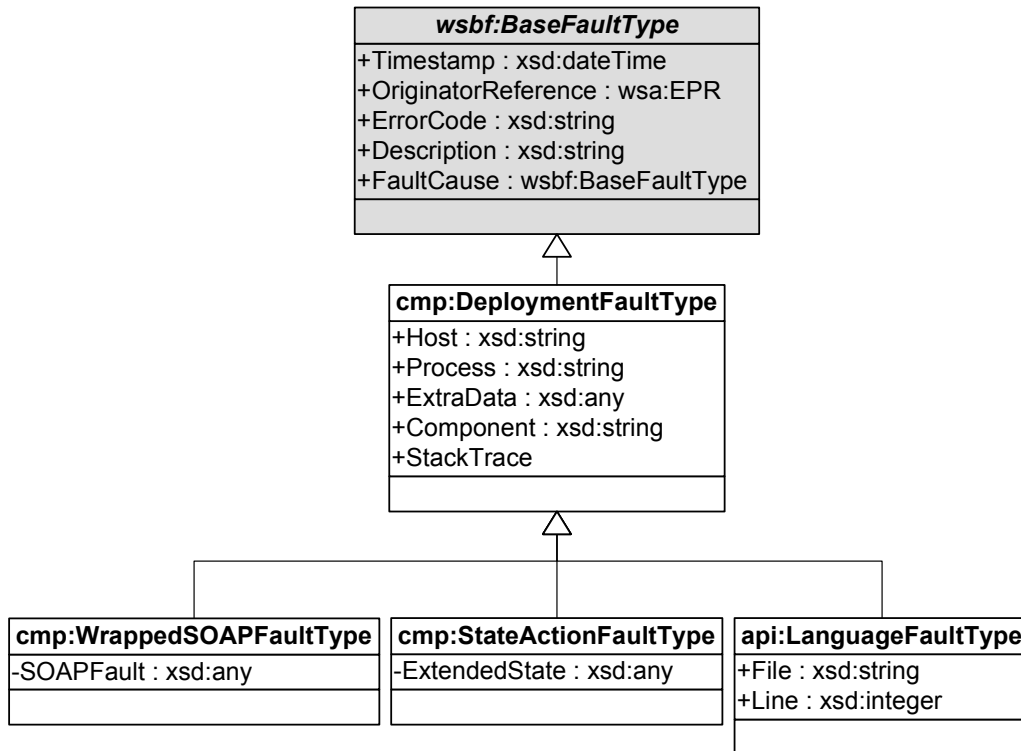 wsbf:BaseFaultType
+Timestamp : xsd:dateTime
+OriginatorReference : wsa:EPR
+ErrorCode : xsd:string
+Description : xsd:string
+FaultCause : wsbf:BaseFaultType
cmp:DeploymentFaultType
+Host : xsd:string
+Process : xsd:string
+ExtraData : xsd:any
+Component : xsd:string
+StackTrace
cmp:WrappedSOAPFaultType
-SOAPFault : xsd:any
cmp:StateActionFaultType
-ExtendedState : xsd:any
api:LanguageFaultType
+File : xsd:string
+Line : xsd:integer